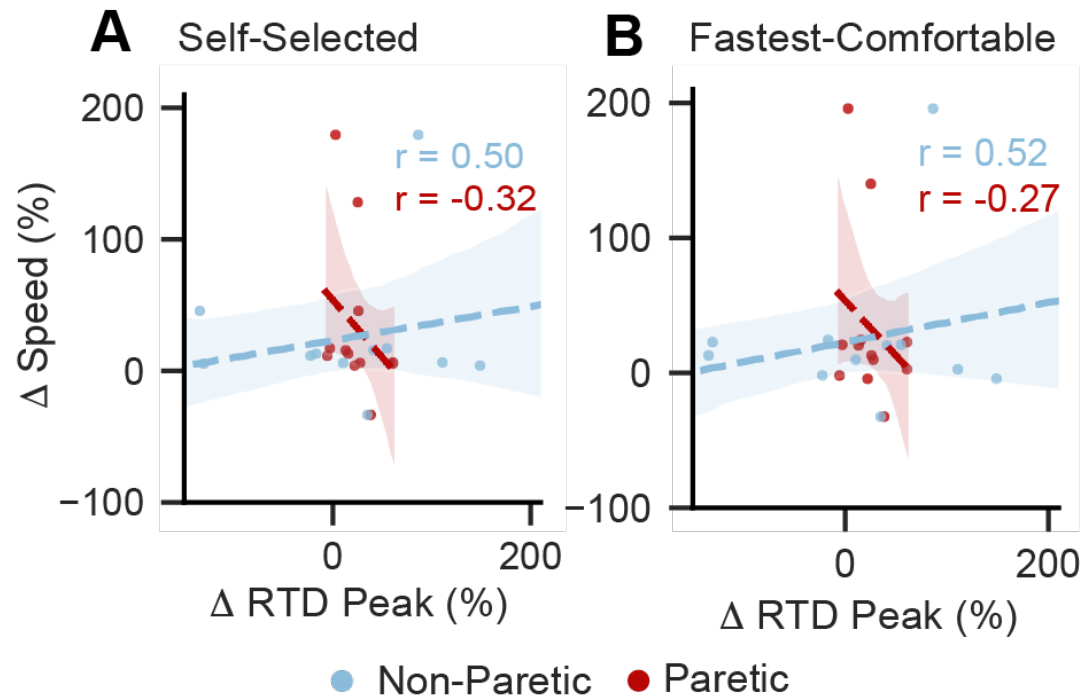 A Self-Selected
B Fastest-Comfortable
Δ Speed (%)
200
100
0
−100
r = 0.50
r = -0.32
0
200
Δ RTD Peak (%)
200
100
0
−100
r = 0.52
r = -0.27
0
200
Δ RTD Peak (%)
Non-Paretic
Paretic